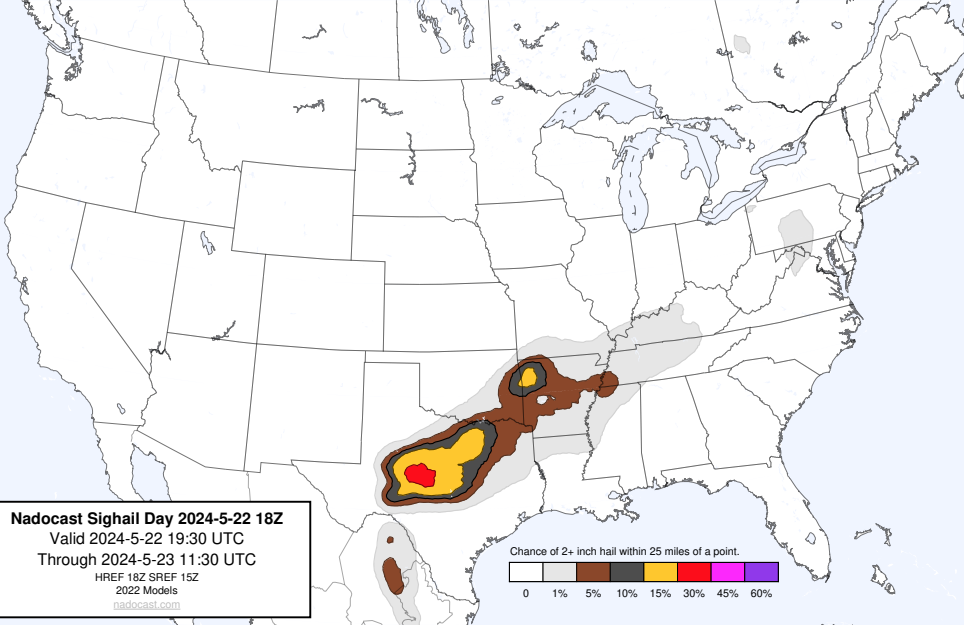 Nadocast Sighail Day 2024-5-22 18Z
Valid 2024-5-22 19:30 UTC
Through 2024-5-23 11:30 UTC
HREF 18Z SREF 15Z
2022 Models
nadocast.com
Chance of 2+ inch hail within 25 miles of a point.
0 1% 5% 10% 15% 30% 45% 60%